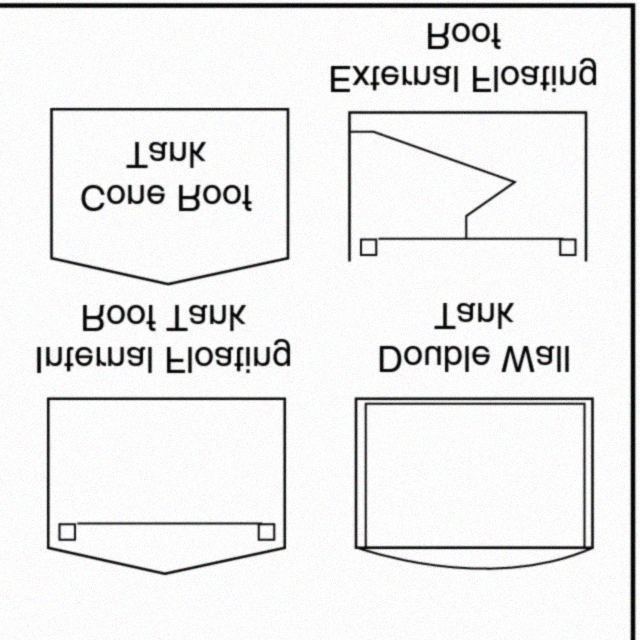 Internal Floating
Roof Tank
Double Wall
Tank
Cone Roof
Tank
External Floating
Roof